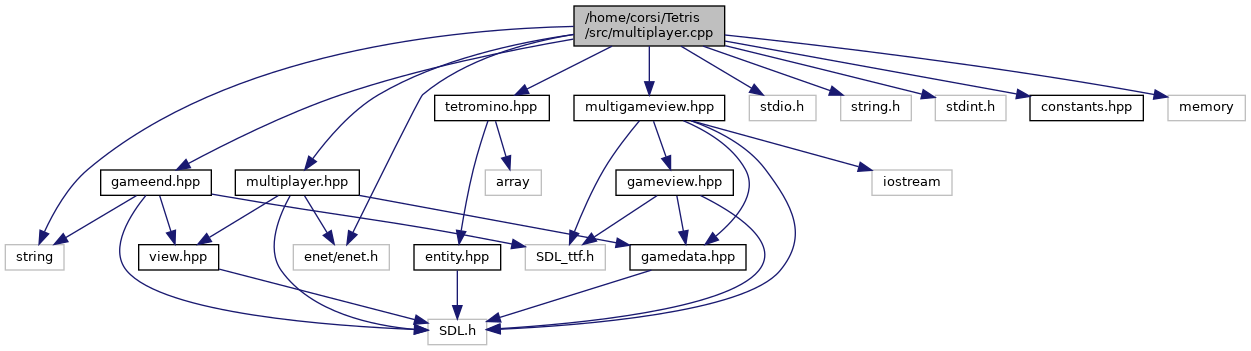 /home/corsi/Tetris
/src/multiplayer.cpp
tetromino.hpp
multigameview.hpp
stdio.h
string.h
stdint.h
constants.hpp
memory
gameend.hpp
multiplayer.hpp
array
gameview.hpp
iostream
string
view.hpp
enet/enet.h
entity.hpp
SDL_ttf.h
gamedata.hpp
SDL.h